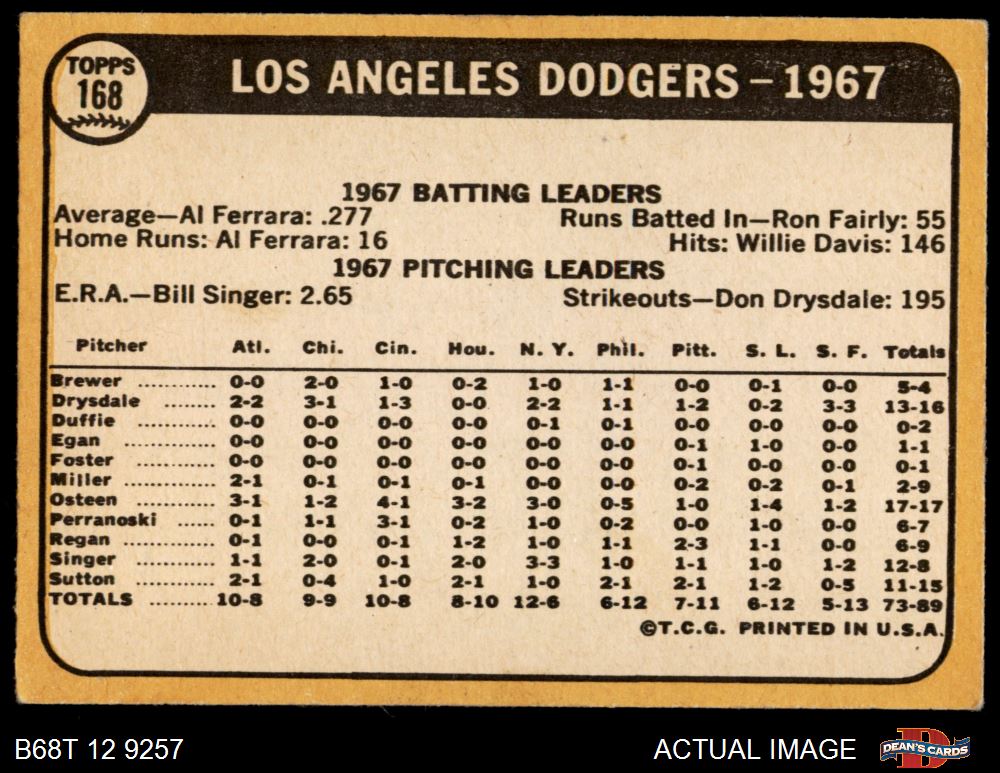 TOPPS
168
LOS ANGELES DODGERS – 1967
1967 BATTING LEADERS
Average—Al Ferrara: .277 Runs Batted In—Ron Fairly: 55
Home Runs: Al Ferrara: 16 Hits: Willie Davis: 146
1967 PITCHING LEADERS
E.R.A.—Bill Singer: 2.65 Strikeouts—Don Drysdale: 195
Pitcher Atl. Chi. Cin. Hou. N. Y. Phil. Pitt. S. L. S. F. Totals
Brewer .......... 0-0 2-0 1-0 0-2 1-0 1-1 0-0 0-1 0-0 5-4
Drysdale ........ 2-2 3-1 1-3 0-0 2-2 1-1 1-2 0-2 3-3 13-16
Duffie .......... 0-0 0-0 0-0 0-0 0-1 0-1 0-0 0-0 0-0 0-2
Egan .......... 0-0 0-0 0-0 0-0 0-0 0-0 0-1 1-0 0-0 1-1
Foster .......... 0-0 0-0 0-0 0-0 0-0 0-0 0-1 0-0 0-0 0-1
Miller .......... 2-1 0-1 0-1 0-1 0-0 0-0 0-2 0-2 0-1 2-9
Osteen .......... 3-1 1-2 4-1 3-2 3-0 0-5 1-0 1-4 1-2 17-17
Perranoski ...... 0-1 1-1 3-1 0-2 1-0 0-2 0-0 1-0 0-0 6-7
Regan .......... 0-1 0-0 0-1 1-2 1-0 1-1 2-3 1-1 0-0 6-9
Singer .......... 1-1 2-0 0-1 2-0 3-3 1-0 1-1 1-0 1-2 12-8
Sutton .......... 2-1 0-4 1-0 2-1 1-0 2-1 2-1 1-2 0-5 11-15
TOTALS .......... 10-8 9-9 10-8 8-10 12-6 6-12 7-11 6-12 5-13 73-89
©T.C.G. PRINTED IN U.S.A.
B68T 12 9257 ACTUAL IMAGE DEAN'S CARDS